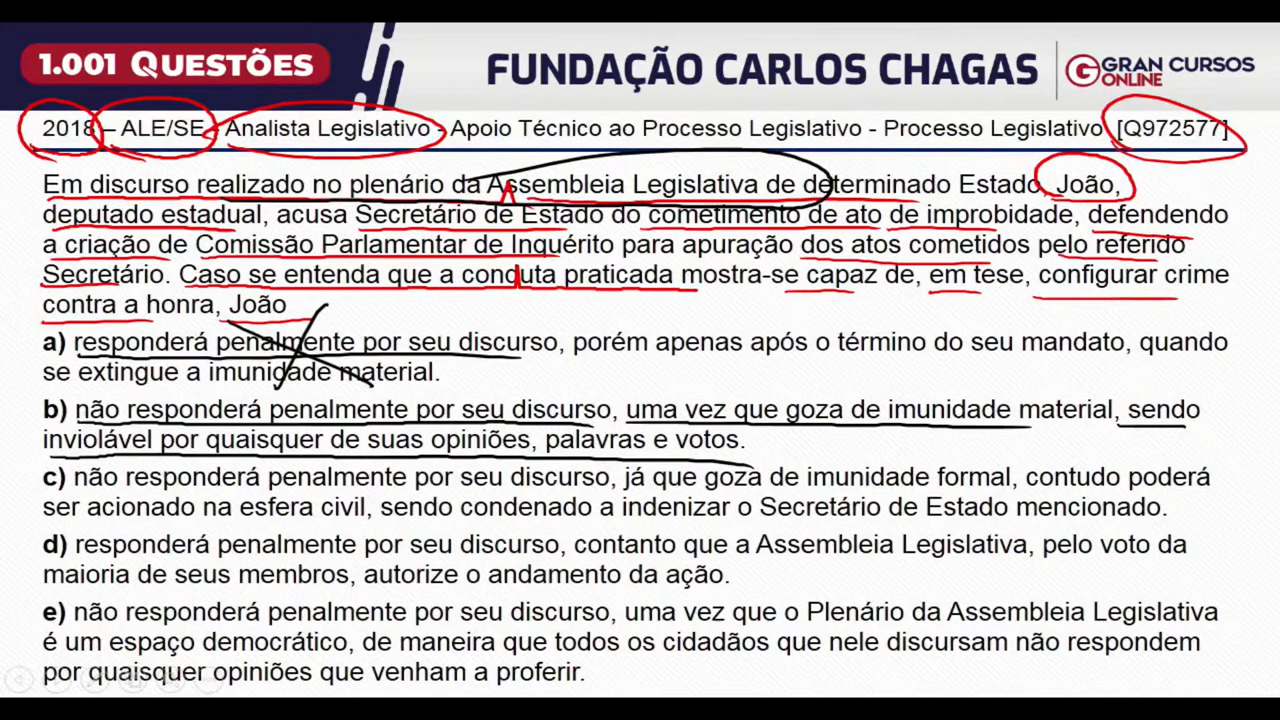 1.001 QUESTÕES
FUNDAÇÃO CARLOS CHAGAS
GRAN CURSOS
ONLINE
2018 – ALE/SE - Analista Legislativo - Apoio Técnico ao Processo Legislativo - Processo Legislativo [Q972577]
Em discurso realizado no plenário da Assembleia Legislativa de determinado Estado, João,
deputado estadual, acusa Secretário de Estado do cometimento de ato de improbidade, defendendo
a criação de Comissão Parlamentar de Inquérito para apuração dos atos cometidos pelo referido
Secretário. Caso se entenda que a conduta praticada mostra-se capaz de, em tese, configurar crime
contra a honra, João
a) responderá penalmente por seu discurso, porém apenas após o término do seu mandato, quando
se extingue a imunidade material.
b) não responderá penalmente por seu discurso, uma vez que goza de imunidade material, sendo
inviolável por quaisquer de suas opiniões, palavras e votos.
c) não responderá penalmente por seu discurso, já que goza de imunidade formal, contudo poderá
ser acionado na esfera civil, sendo condenado a indenizar o Secretário de Estado mencionado.
d) responderá penalmente por seu discurso, contanto que a Assembleia Legislativa, pelo voto da
maioria de seus membros, autorize o andamento da ação.
e) não responderá penalmente por seu discurso, uma vez que o Plenário da Assembleia Legislativa
é um espaço democrático, de maneira que todos os cidadãos que nele discursam não respondem
por quaisquer opiniões que venham a proferir.